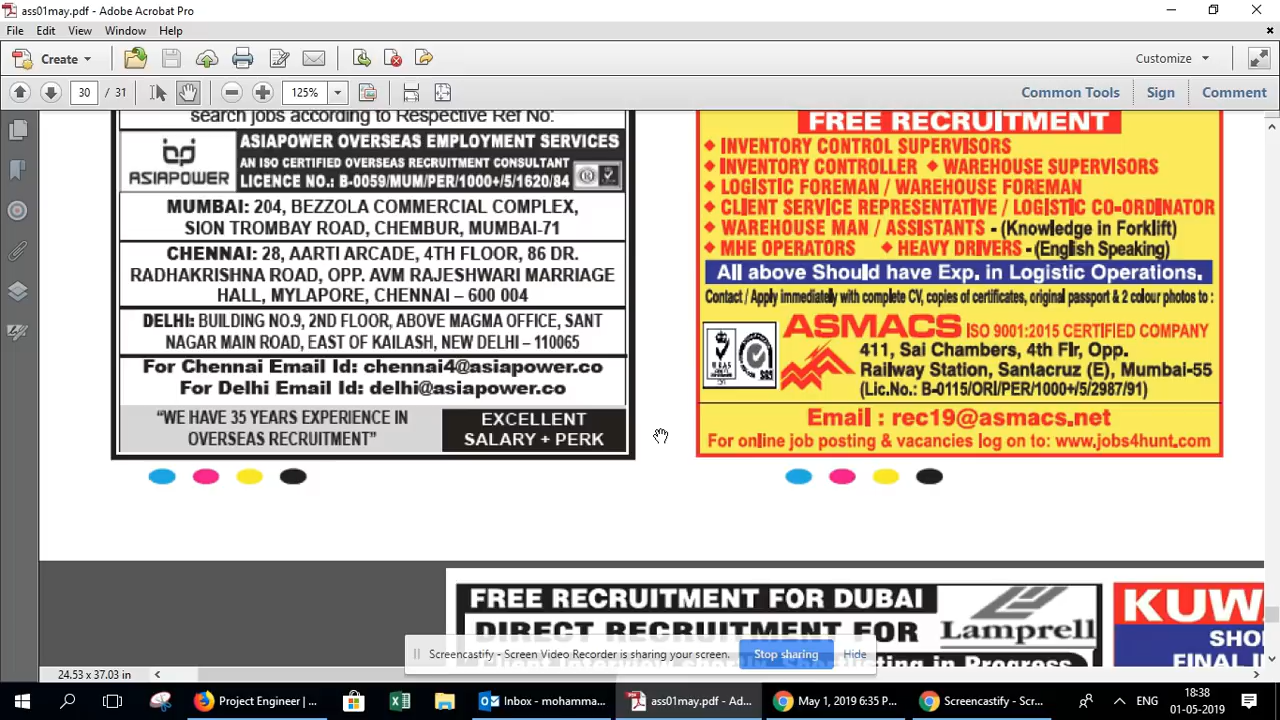 ass01may.pdf - Adobe Acrobat Pro
File Edit View Window Help
Create
Customize
30 / 31
125%
Common Tools
Sign
Comment
search jobs according to Respective Ref No:
ASIAPOWER
ASIAPOWER OVERSEAS EMPLOYMENT SERVICES
AN ISO CERTIFIED OVERSEAS RECRUITMENT CONSULTANT
LICENCE NO.: B-0059/MUM/PER/1000+/5/1620/84
MUMBAI: 204, BEZZOLA COMMERCIAL COMPLEX,
SION TROMBAY ROAD, CHEMBUR, MUMBAI-71
CHENNAI: 28, AARTI ARCADE, 4TH FLOOR, 86 DR.
RADHAKRISHNA ROAD, OPP. AVM RAJESHWARI MARRIAGE
HALL, MYLAPORE, CHENNAI – 600 004
DELHI: BUILDING NO.9, 2ND FLOOR, ABOVE MAGMA OFFICE, SANT
NAGAR MAIN ROAD, EAST OF KAILASH, NEW DELHI – 110065
For Chennai Email Id: chennai4@asiapower.co
For Delhi Email Id: delhi@asiapower.co
“WE HAVE 35 YEARS EXPERIENCE IN
OVERSEAS RECRUITMENT”
EXCELLENT
SALARY + PERK
FREE RECRUITMENT
◆ INVENTORY CONTROL SUPERVISORS
◆ INVENTORY CONTROLLER ◆ WAREHOUSE SUPERVISORS
◆ LOGISTIC FOREMAN / WAREHOUSE FOREMAN
◆ CLIENT SERVICE REPRESENTATIVE / LOGISTIC CO-ORDINATOR
◆ WAREHOUSE MAN / ASSISTANTS - (Knowledge in Forklift)
◆ MHE OPERATORS ◆ HEAVY DRIVERS - (English Speaking)
All above Should have Exp. in Logistic Operations.
Contact / Apply immediately with complete CV, copies of certificates, original passport & 2 colour photos to :
ASMACS ISO 9001:2015 CERTIFIED COMPANY
411, Sai Chambers, 4th Flr, Opp.
Railway Station, Santacruz (E), Mumbai-55
(Lic.No.: B-0115/ORI/PER/1000+/5/2987/91)
UKAS
SGS
Email : rec19@asmacs.net
For online job posting & vacancies log on to: www.jobs4hunt.com
FREE RECRUITMENT FOR DUBAI
DIRECT RECRUITMENT FOR
Lamprell
KUW
SHO
FINAL I
in Progress
Screencastify - Screen Video Recorder is sharing your screen.
Stop sharing
Hide
24.53 x 37.03 in
Project Engineer | ...
Inbox - mohamma...
ass01may.pdf - Ad...
May 1, 2019 6:35 P...
Screencastify - Scr...
ENG
18:38
01-05-2019